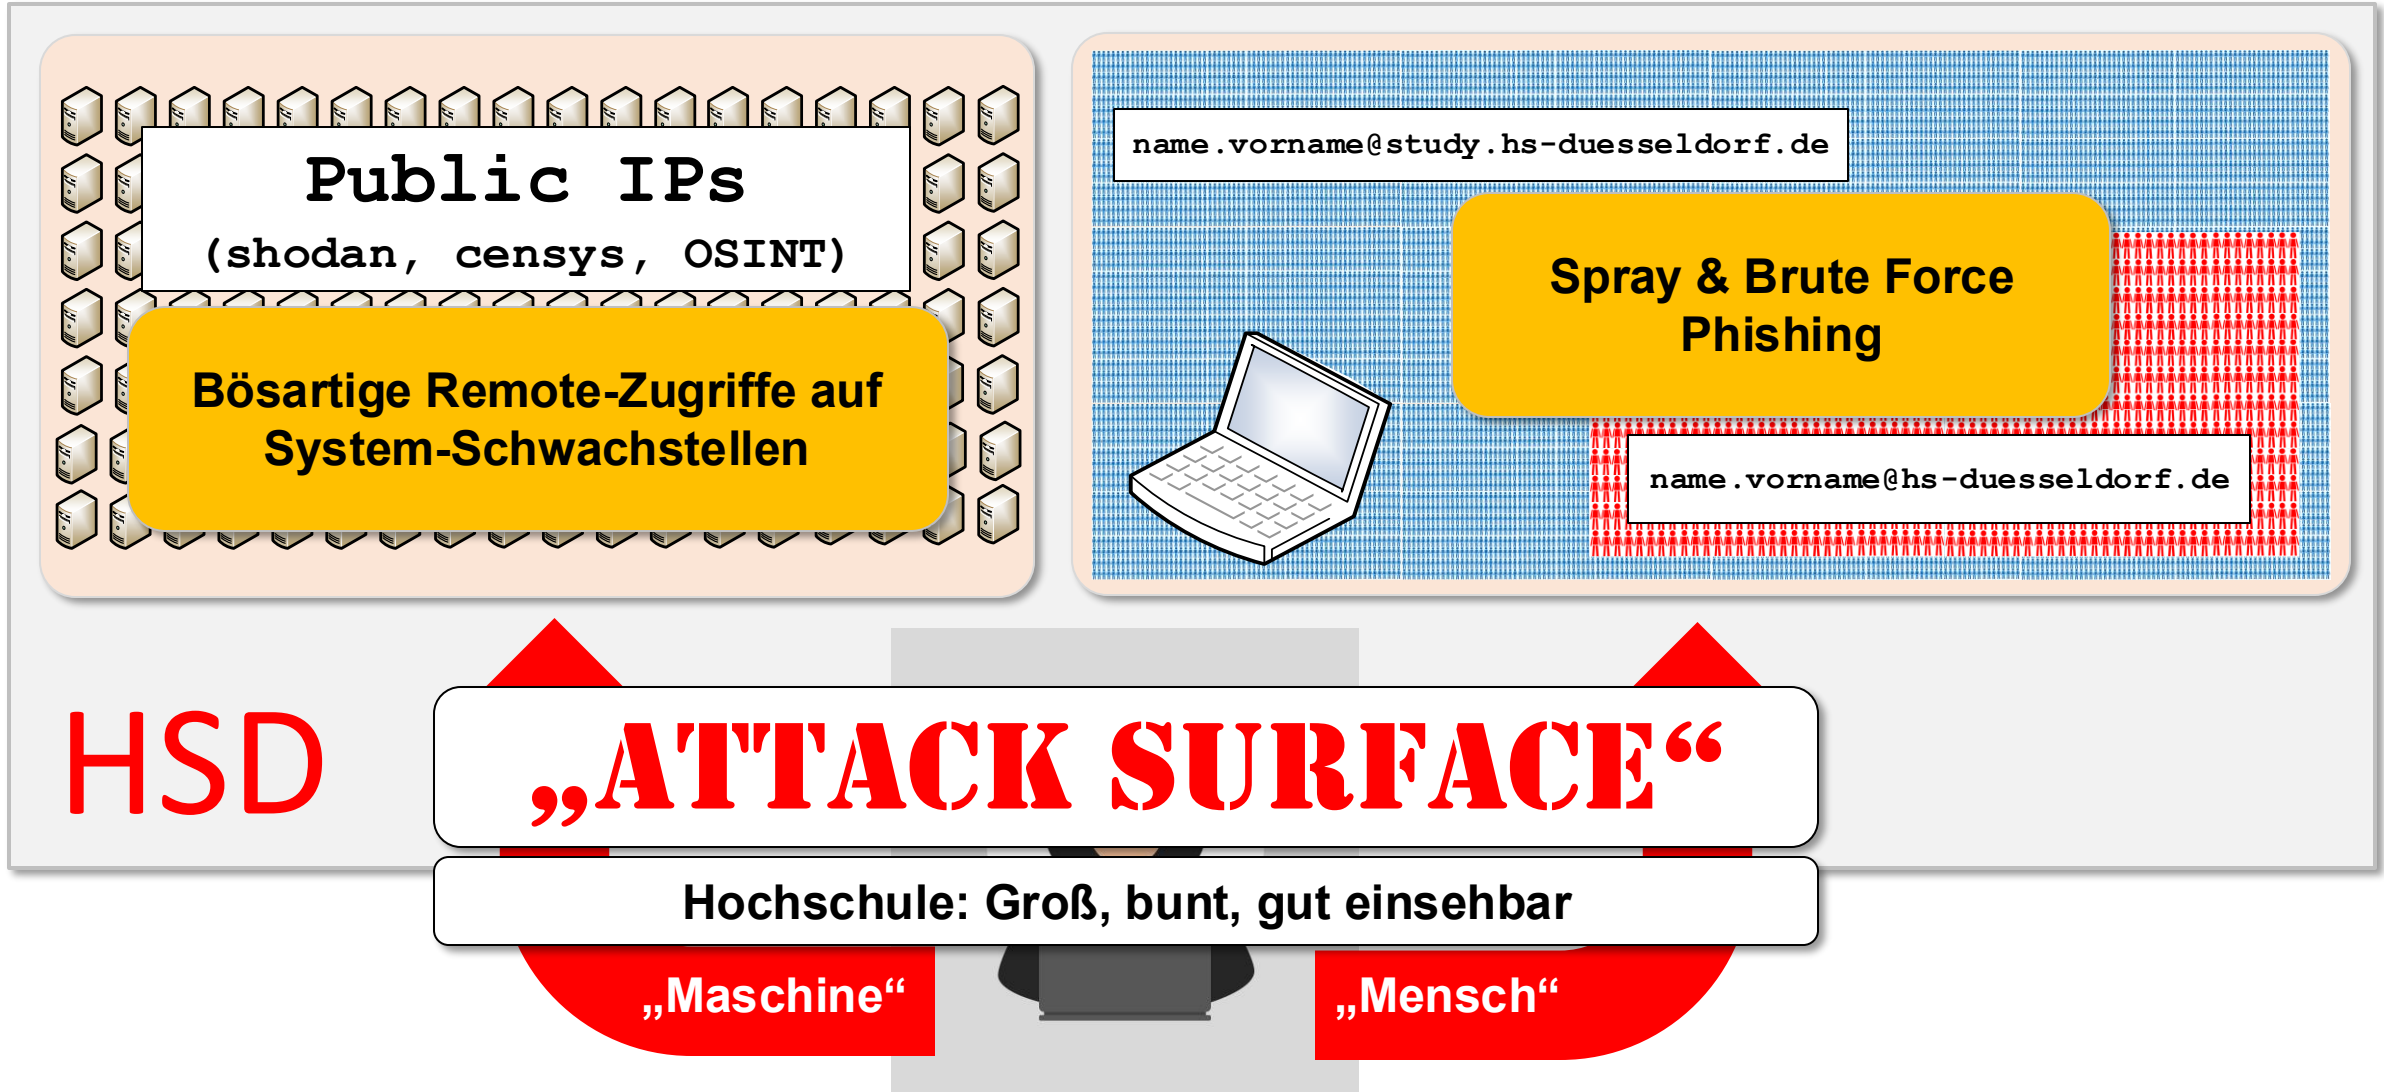 Public IPs
(shodan, censys, OSINT)
Bösartige Remote-Zugriffe auf
System-Schwachstellen
name.vorname@study.hs-duesseldorf.de
Spray & Brute Force
Phishing
name.vorname@hs-duesseldorf.de
HSD
„ATTACK SURFACE“
Hochschule: Groß, bunt, gut einsehbar
„Maschine“
„Mensch“